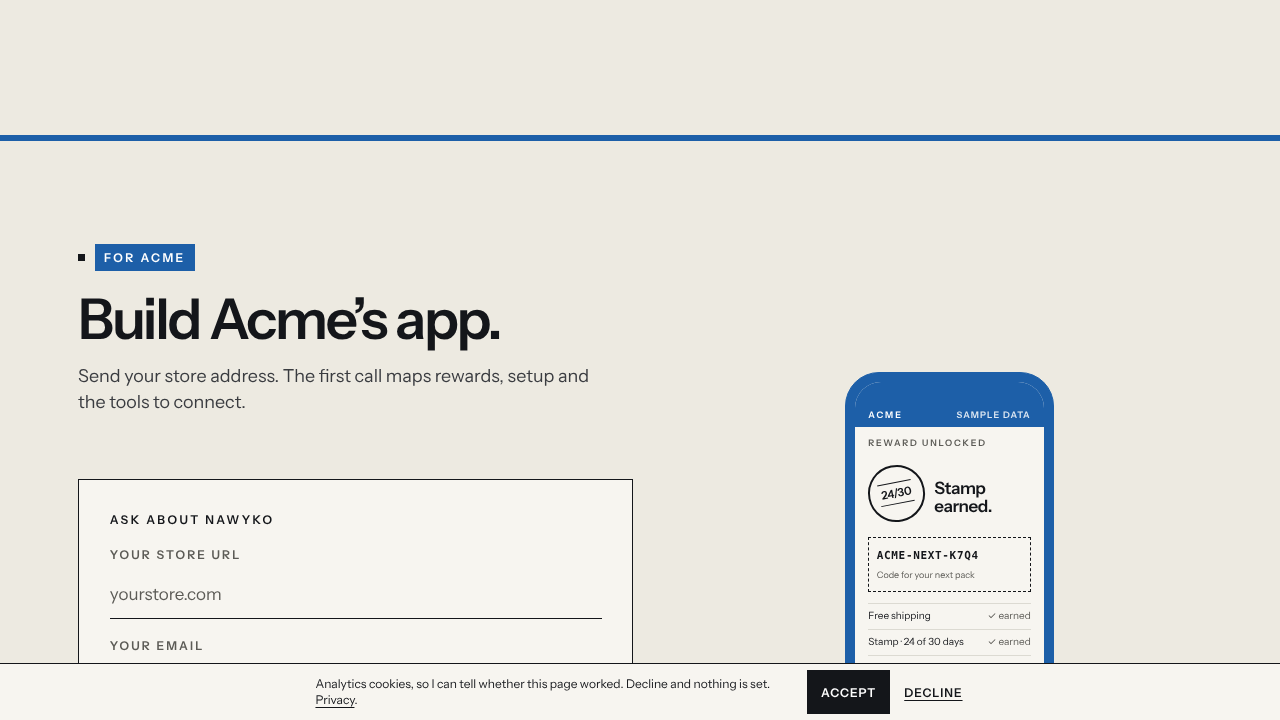 FOR ACME
Build Acme’s app.
Send your store address. The first call maps rewards, setup and
the tools to connect.
ASK ABOUT NAWYKO
YOUR STORE URL
yourstore.com
YOUR EMAIL
ACME SAMPLE DATA
REWARD UNLOCKED
24/30
Stamp
earned.
ACME-NEXT-K7Q4
Code for your next pack
Free shipping ✓ earned
Stamp · 24 of 30 days ✓ earned
Analytics cookies, so I can tell whether this page worked. Decline and nothing is set.
Privacy.
ACCEPT DECLINE